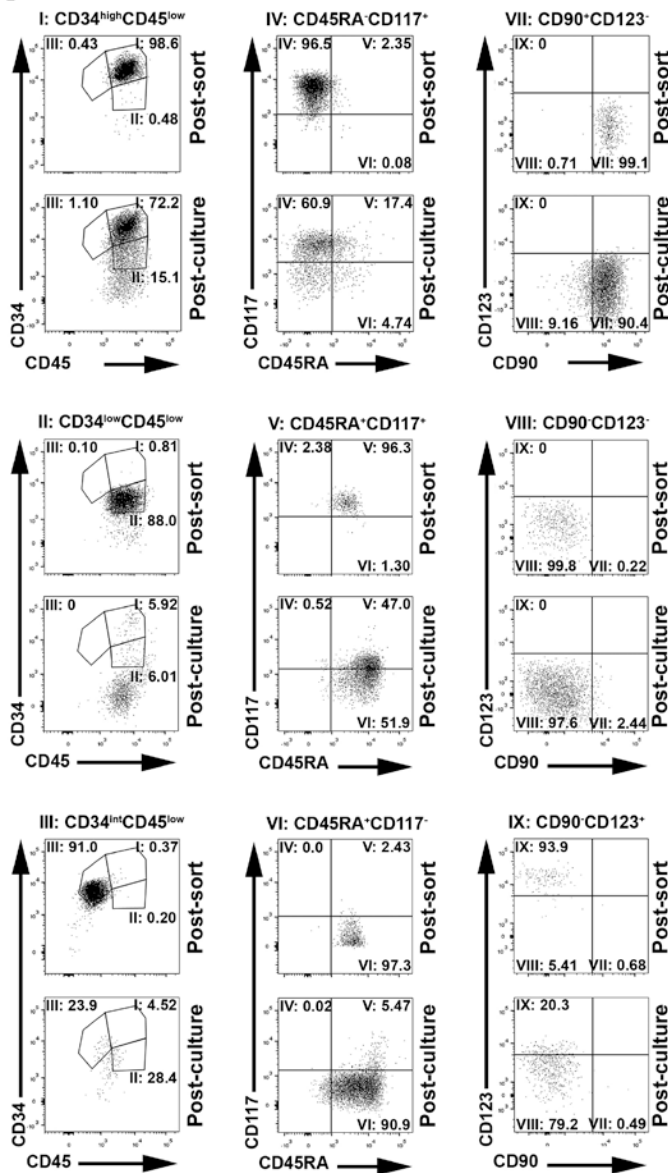 I: CD34highCD45low
III: 0.43 I: 98.6
II: 0.48
Post-sort
III: 1.10 I: 72.2
II: 15.1
Post-culture
CD34
CD45
IV: CD45RA-CD117+
IV: 96.5 V: 2.35
VI: 0.08
Post-sort
IV: 60.9 V: 17.4
VI: 4.74
Post-culture
CD117
CD45RA
VII: CD90+CD123-
IX: 0
VIII: 0.71 VII: 99.1
Post-sort
IX: 0
VIII: 9.16 VII: 90.4
Post-culture
CD123
CD90
II: CD34lowCD45low
III: 0.10 I: 0.81
II: 88.0
Post-sort
III: 0 I: 5.92
II: 6.01
Post-culture
CD34
CD45
V: CD45RA+CD117+
IV: 2.38 V: 96.3
VI: 1.30
Post-sort
IV: 0.52 V: 47.0
VI: 51.9
Post-culture
CD117
CD45RA
VIII: CD90-CD123-
IX: 0
VIII: 99.8 VII: 0.22
Post-sort
IX: 0
VIII: 97.6 VII: 2.44
Post-culture
CD123
CD90
III: CD34intCD45low
III: 91.0 I: 0.37
II: 0.20
Post-sort
III: 23.9 I: 4.52
II: 28.4
Post-culture
CD34
CD45
VI: CD45RA+CD117-
IV: 0.0 V: 2.43
VI: 97.3
Post-sort
IV: 0.02 V: 5.47
VI: 90.9
Post-culture
CD117
CD45RA
IX: CD90-CD123+
IX: 93.9
VIII: 5.41 VII: 0.68
Post-sort
IX: 20.3
VIII: 79.2 VII: 0.49
Post-culture
CD123
CD90